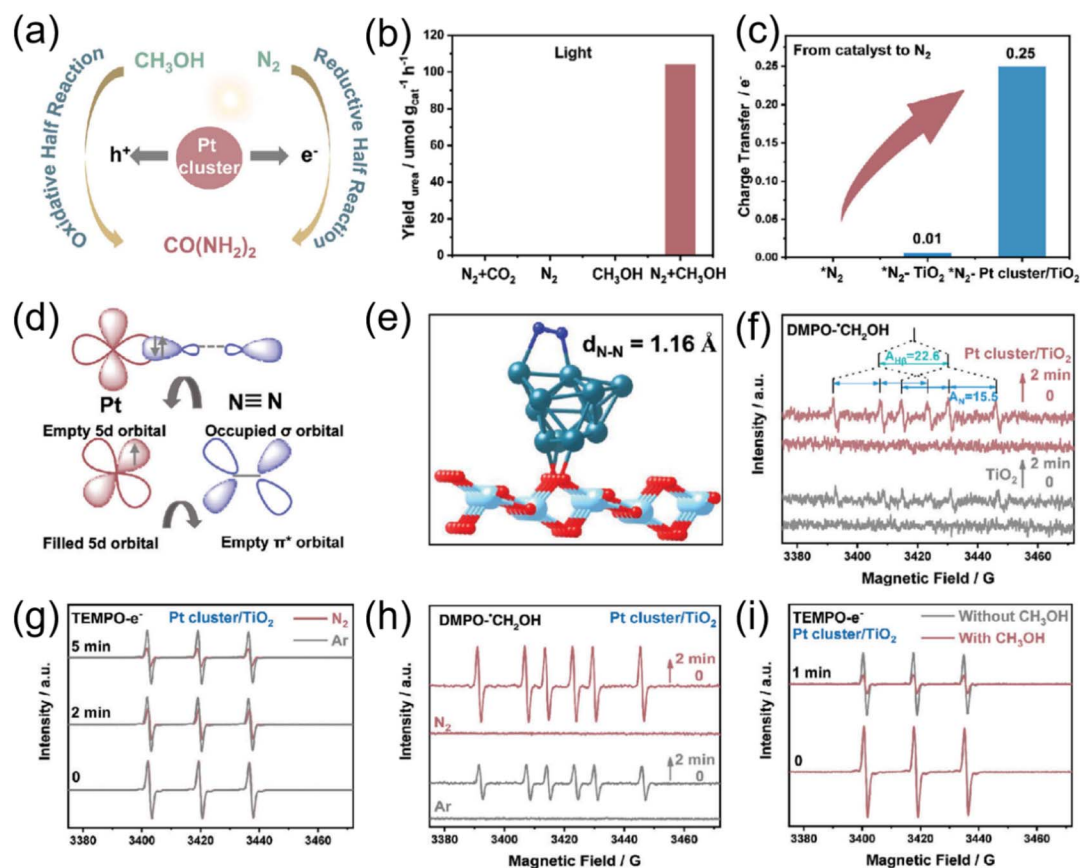 (a)
CH₃OH
N₂
Oxidative Half Reaction
Reductive Half Reaction
h⁺
Pt
cluster
e⁻
CO(NH₂)₂
(b)
Light
Yield urea / umol g cat⁻¹ h⁻¹
120
100
80
60
40
20
0
N₂+CO₂
N₂
CH₃OH
N₂+CH₃OH
(c)
From catalyst to N₂
Charge Transfer / e⁻
0.25
0.20
0.15
0.10
0.05
0.00
0.01
0.25
*N₂
*N₂- TiO₂
*N₂- Pt cluster/TiO₂
(d)
Pt
N≡N
Empty 5d orbital
Occupied σ orbital
Filled 5d orbital
Empty π* orbital
(e)
d N-N = 1.16 Å
(f)
DMPO-·CH₂OH
A Hβ=22.6
Pt cluster/TiO₂
2 min
0
A N=15.5
TiO₂
2 min
0
Intensity / a.u.
3380 3400 3420 3440 3460
Magnetic Field / G
(g)
TEMPO-e⁻
Pt cluster/TiO₂
N₂
Ar
5 min
2 min
0
Intensity / a.u.
3380 3400 3420 3440 3460
Magnetic Field / G
(h)
DMPO-·CH₂OH
Pt cluster/TiO₂
2 min
0
N₂
2 min
0
Ar
Intensity / a.u.
3380 3400 3420 3440 3460
Magnetic Field / G
(i)
TEMPO-e⁻
Without CH₃OH
Pt cluster/TiO₂
With CH₃OH
1 min
0
Intensity / a.u.
3380 3400 3420 3440 3460
Magnetic Field / G